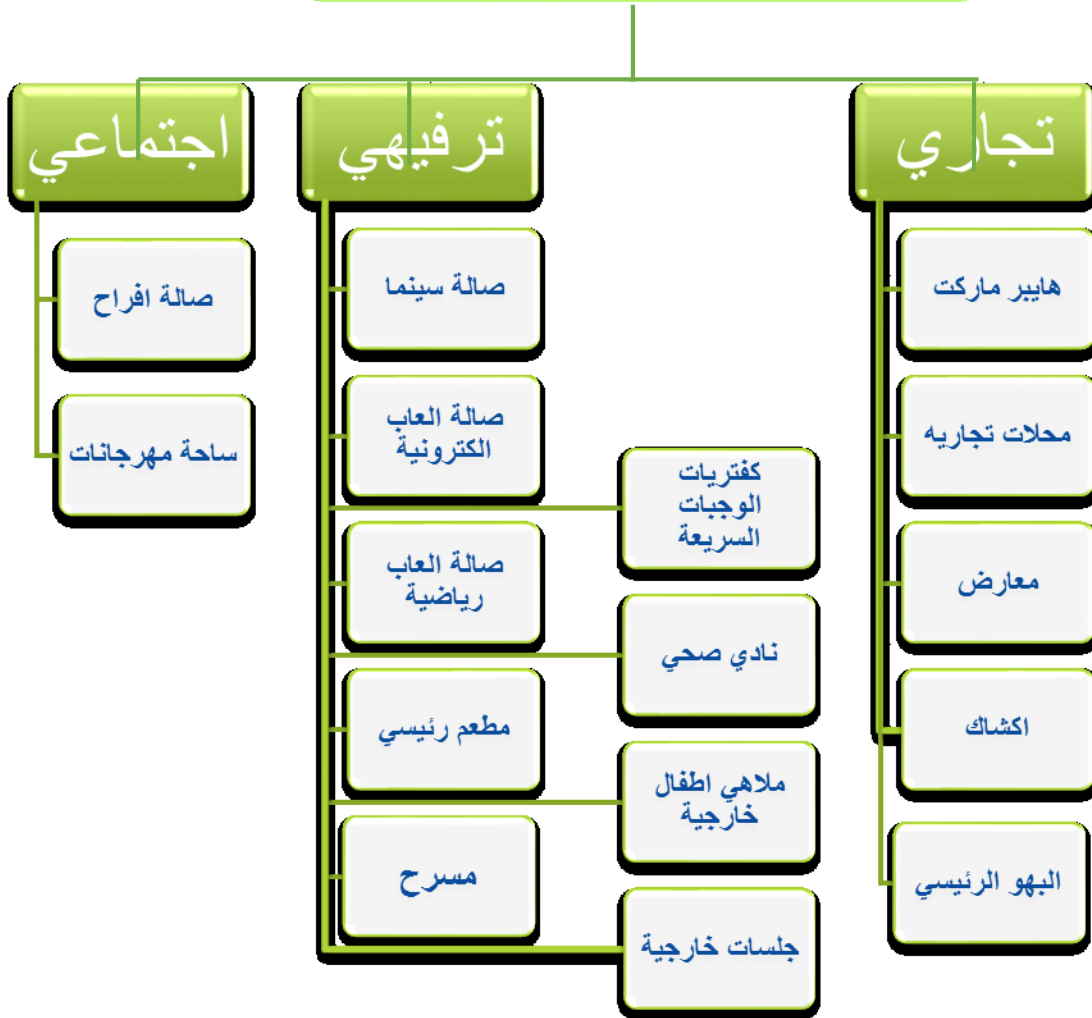 تجاري
هايبر ماركت
محلات تجاريه
معارض
اكشاك
البهو الرئيسي
ترفيهي
صالة سينما
صالة العاب
الكترونية
صالة العاب
رياضية
مطعم رئيسي
مسرح
كفتريات
الوجبات
السريعة
نادي صحي
ملاهي اطفال
خارجية
جلسات خارجية
اجتماعي
صالة افراح
ساحة مهرجانات